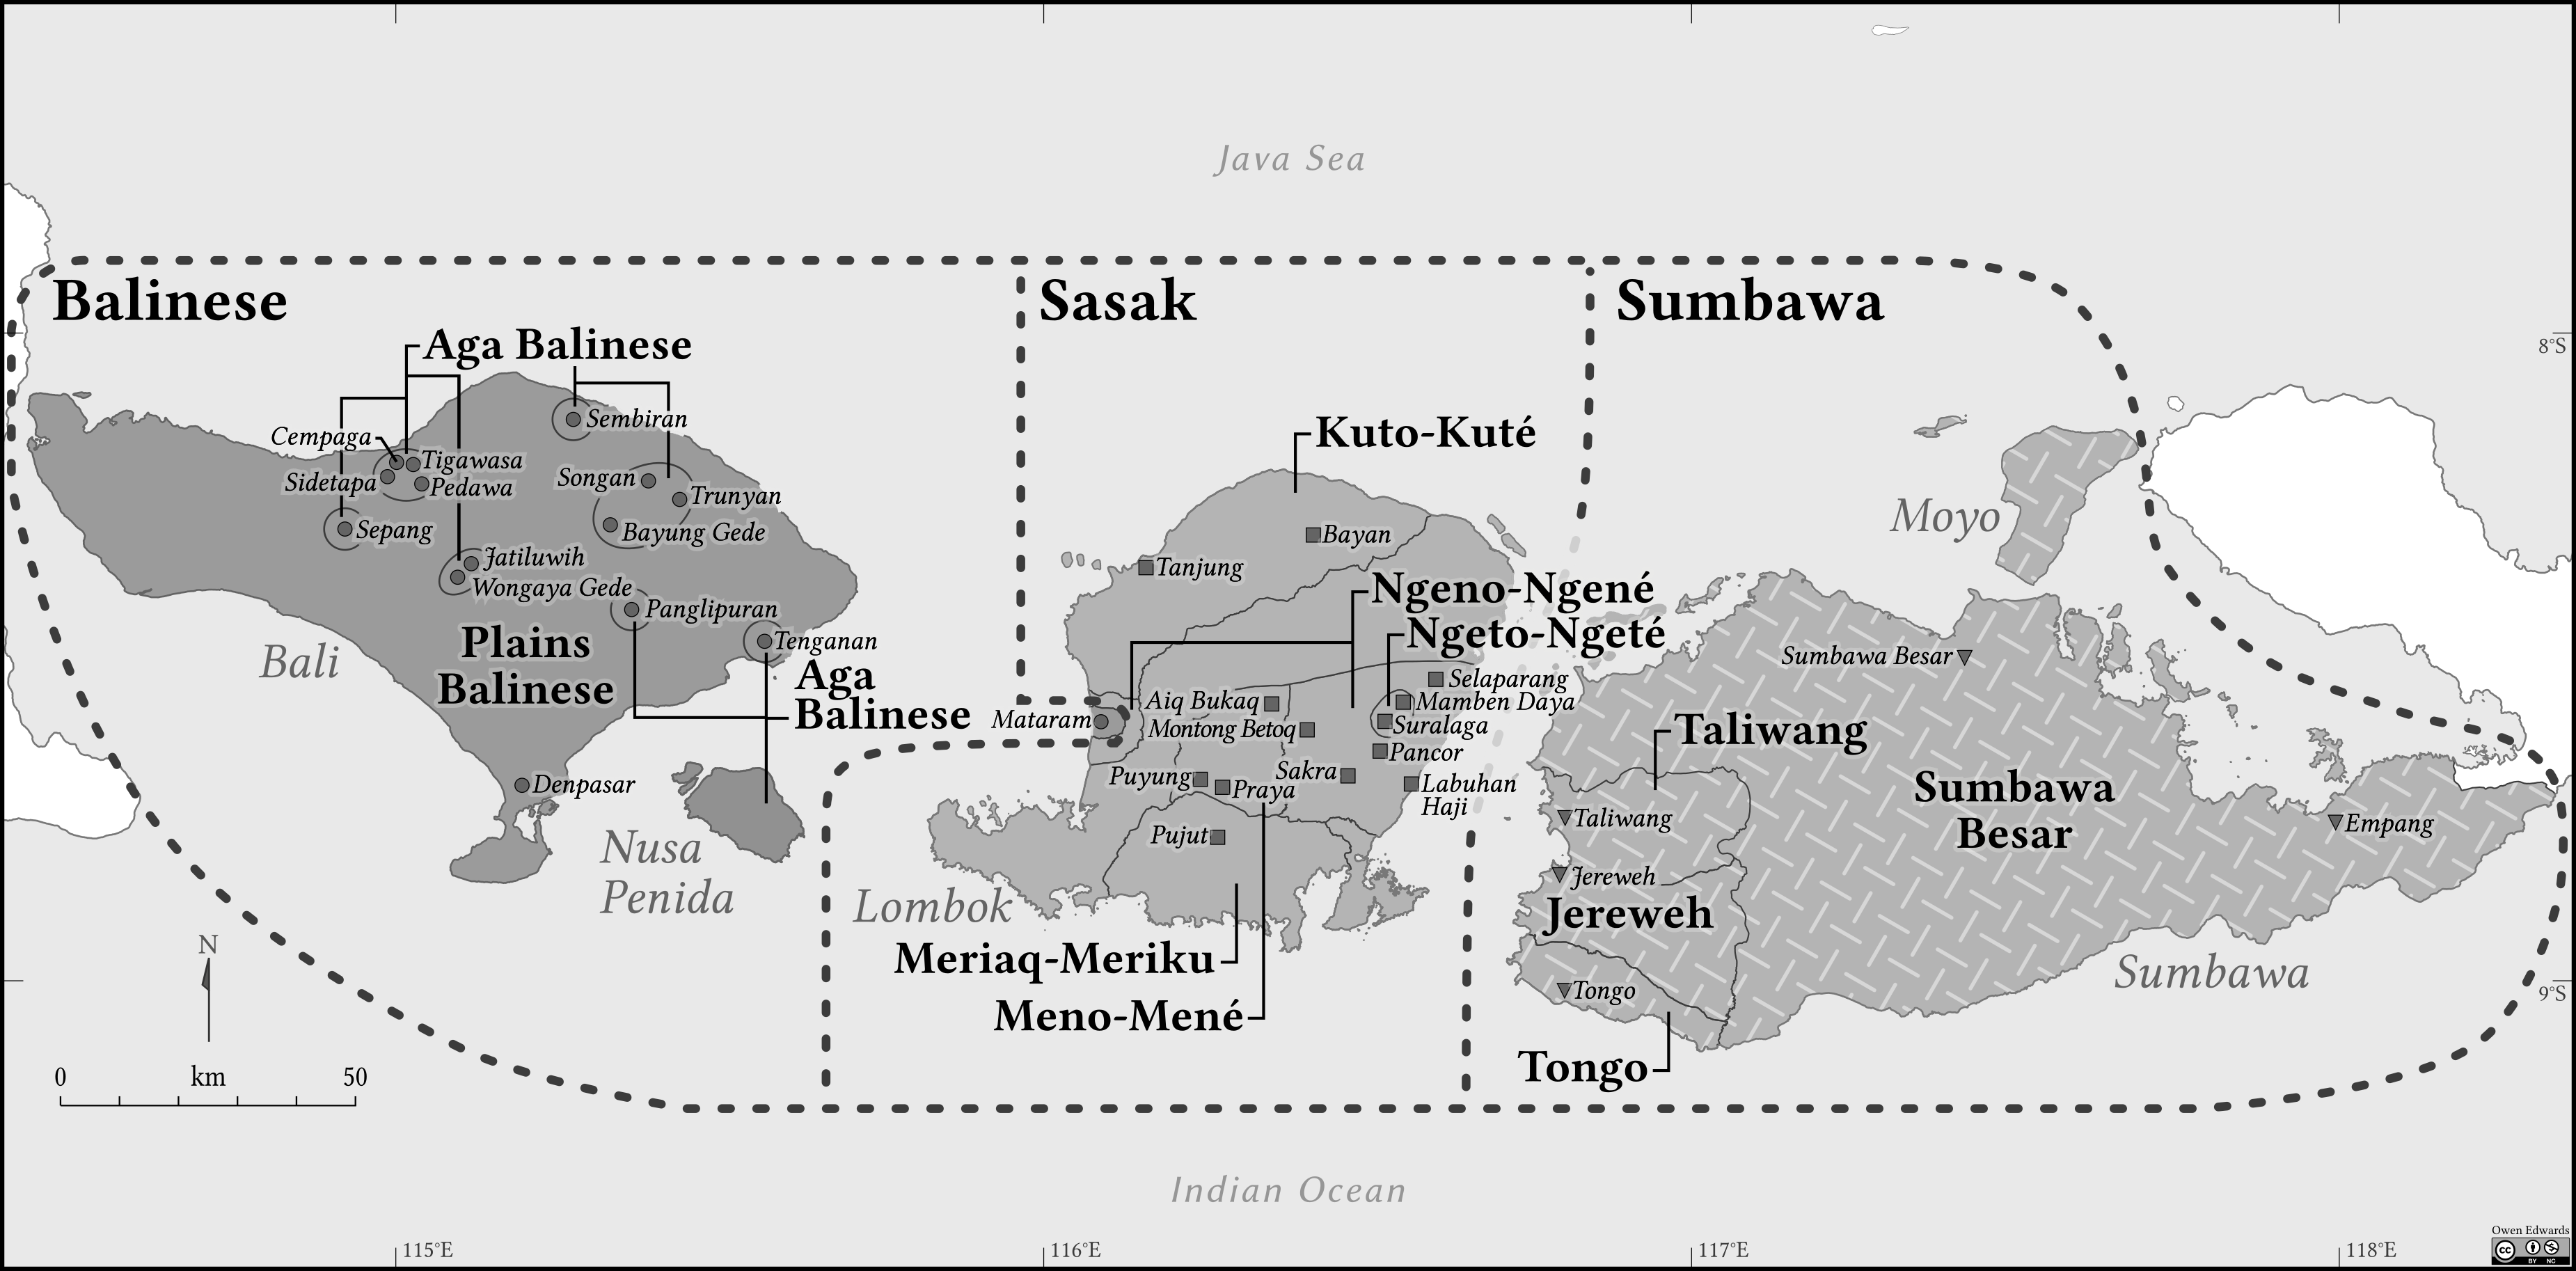 Java Sea
Balinese
Sasak
Sumbawa
Aga Balinese
8°S
Sembiran
Cempaga
Tigawasa
Sidetapa
Pedawa
Songan
Trunyan
Sepang
Bayung Gede
Jatiluwih
Wongaya Gede
Panglipuran
Tenganan
Bali
Plains
Balinese
Aga
Balinese
Denpasar
Nusa
Penida
Kuto-Kuté
Bayan
Tanjung
Ngeno-Ngené
Ngeto-Ngeté
Selaparang
Aiq Bukaq
Mamben Daya
Mataram
Montong Betoq
Suralaga
Pancor
Puyung
Praya
Sakra
Labuhan
Haji
Pujut
Lombok
Meriaq-Meriku
Meno-Mené
Moyo
Sumbawa Besar
Taliwang
Sumbawa
Besar
Taliwang
Empang
Jereweh
Jereweh
Tongo
Sumbawa
Tongo
9°S
N
0 km 50
Indian Ocean
115°E
116°E
117°E
118°E
Owen Edwards
cc
BY NC